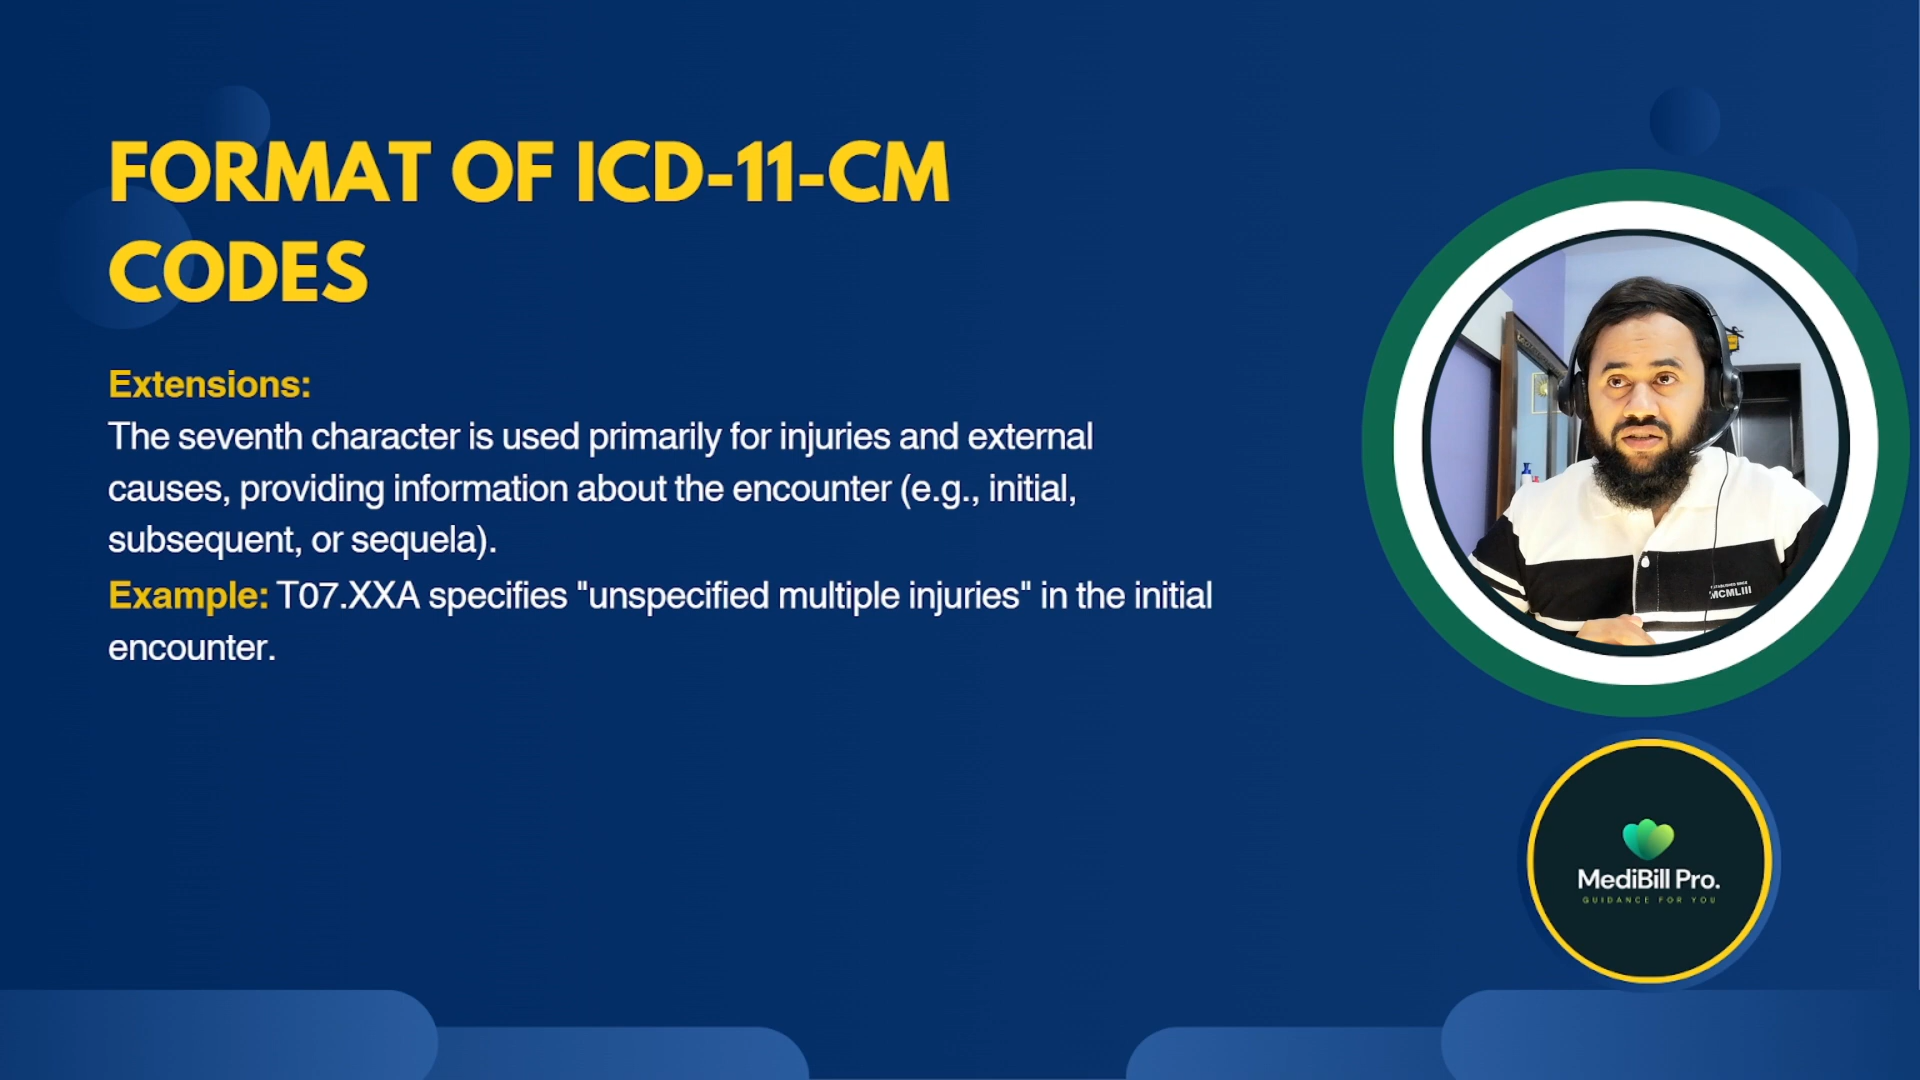 FORMAT OF ICD-11-CM
CODES
Extensions:
The seventh character is used primarily for injuries and external
causes, providing information about the encounter (e.g., initial,
subsequent, or sequela).
Example: T07.XXA specifies "unspecified multiple injuries" in the initial
encounter.
ESTABLISHED SINCE
MCMLIII
MediBill Pro.
GUIDANCE FOR YOU